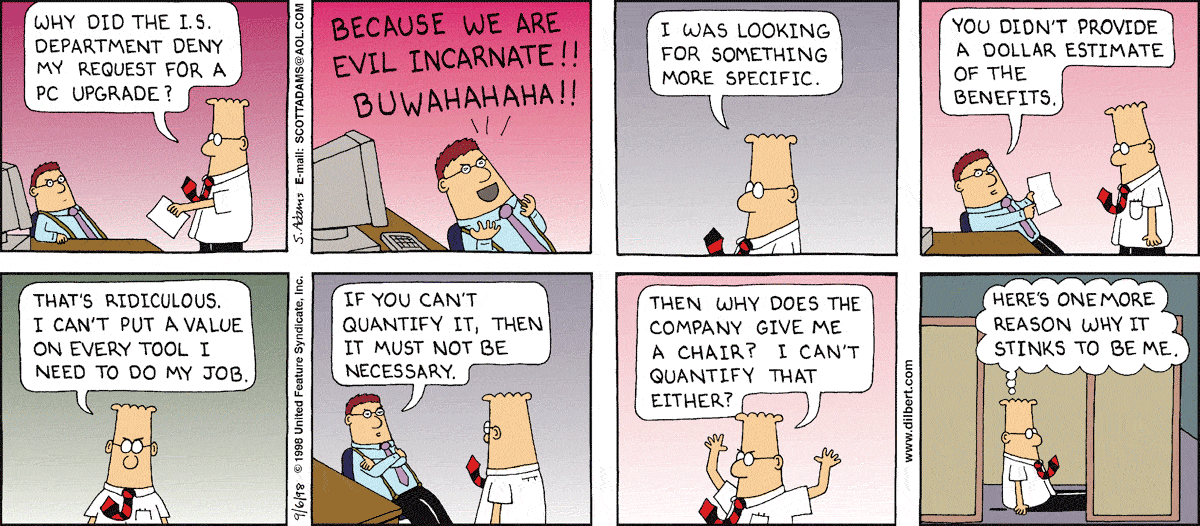 WHY DID THE I.S.
DEPARTMENT DENY
MY REQUEST FOR A
PC UPGRADE?
S. Adams E-mail: SCOTTADAMS@AOL.COM
BECAUSE WE ARE
EVIL INCARNATE!!
BUWAHAHAHA!!
I WAS LOOKING
FOR SOMETHING
MORE SPECIFIC.
YOU DIDN'T PROVIDE
A DOLLAR ESTIMATE
OF THE
BENEFITS.
THAT'S RIDICULOUS.
I CAN'T PUT A VALUE
ON EVERY TOOL I
NEED TO DO MY JOB.
9/6/98 © 1998 United Feature Syndicate, Inc.
IF YOU CAN'T
QUANTIFY IT, THEN
IT MUST NOT BE
NECESSARY.
THEN WHY DOES THE
COMPANY GIVE ME
A CHAIR? I CAN'T
QUANTIFY THAT
EITHER?
www.dilbert.com
HERE'S ONE MORE
REASON WHY IT
STINKS TO BE ME.